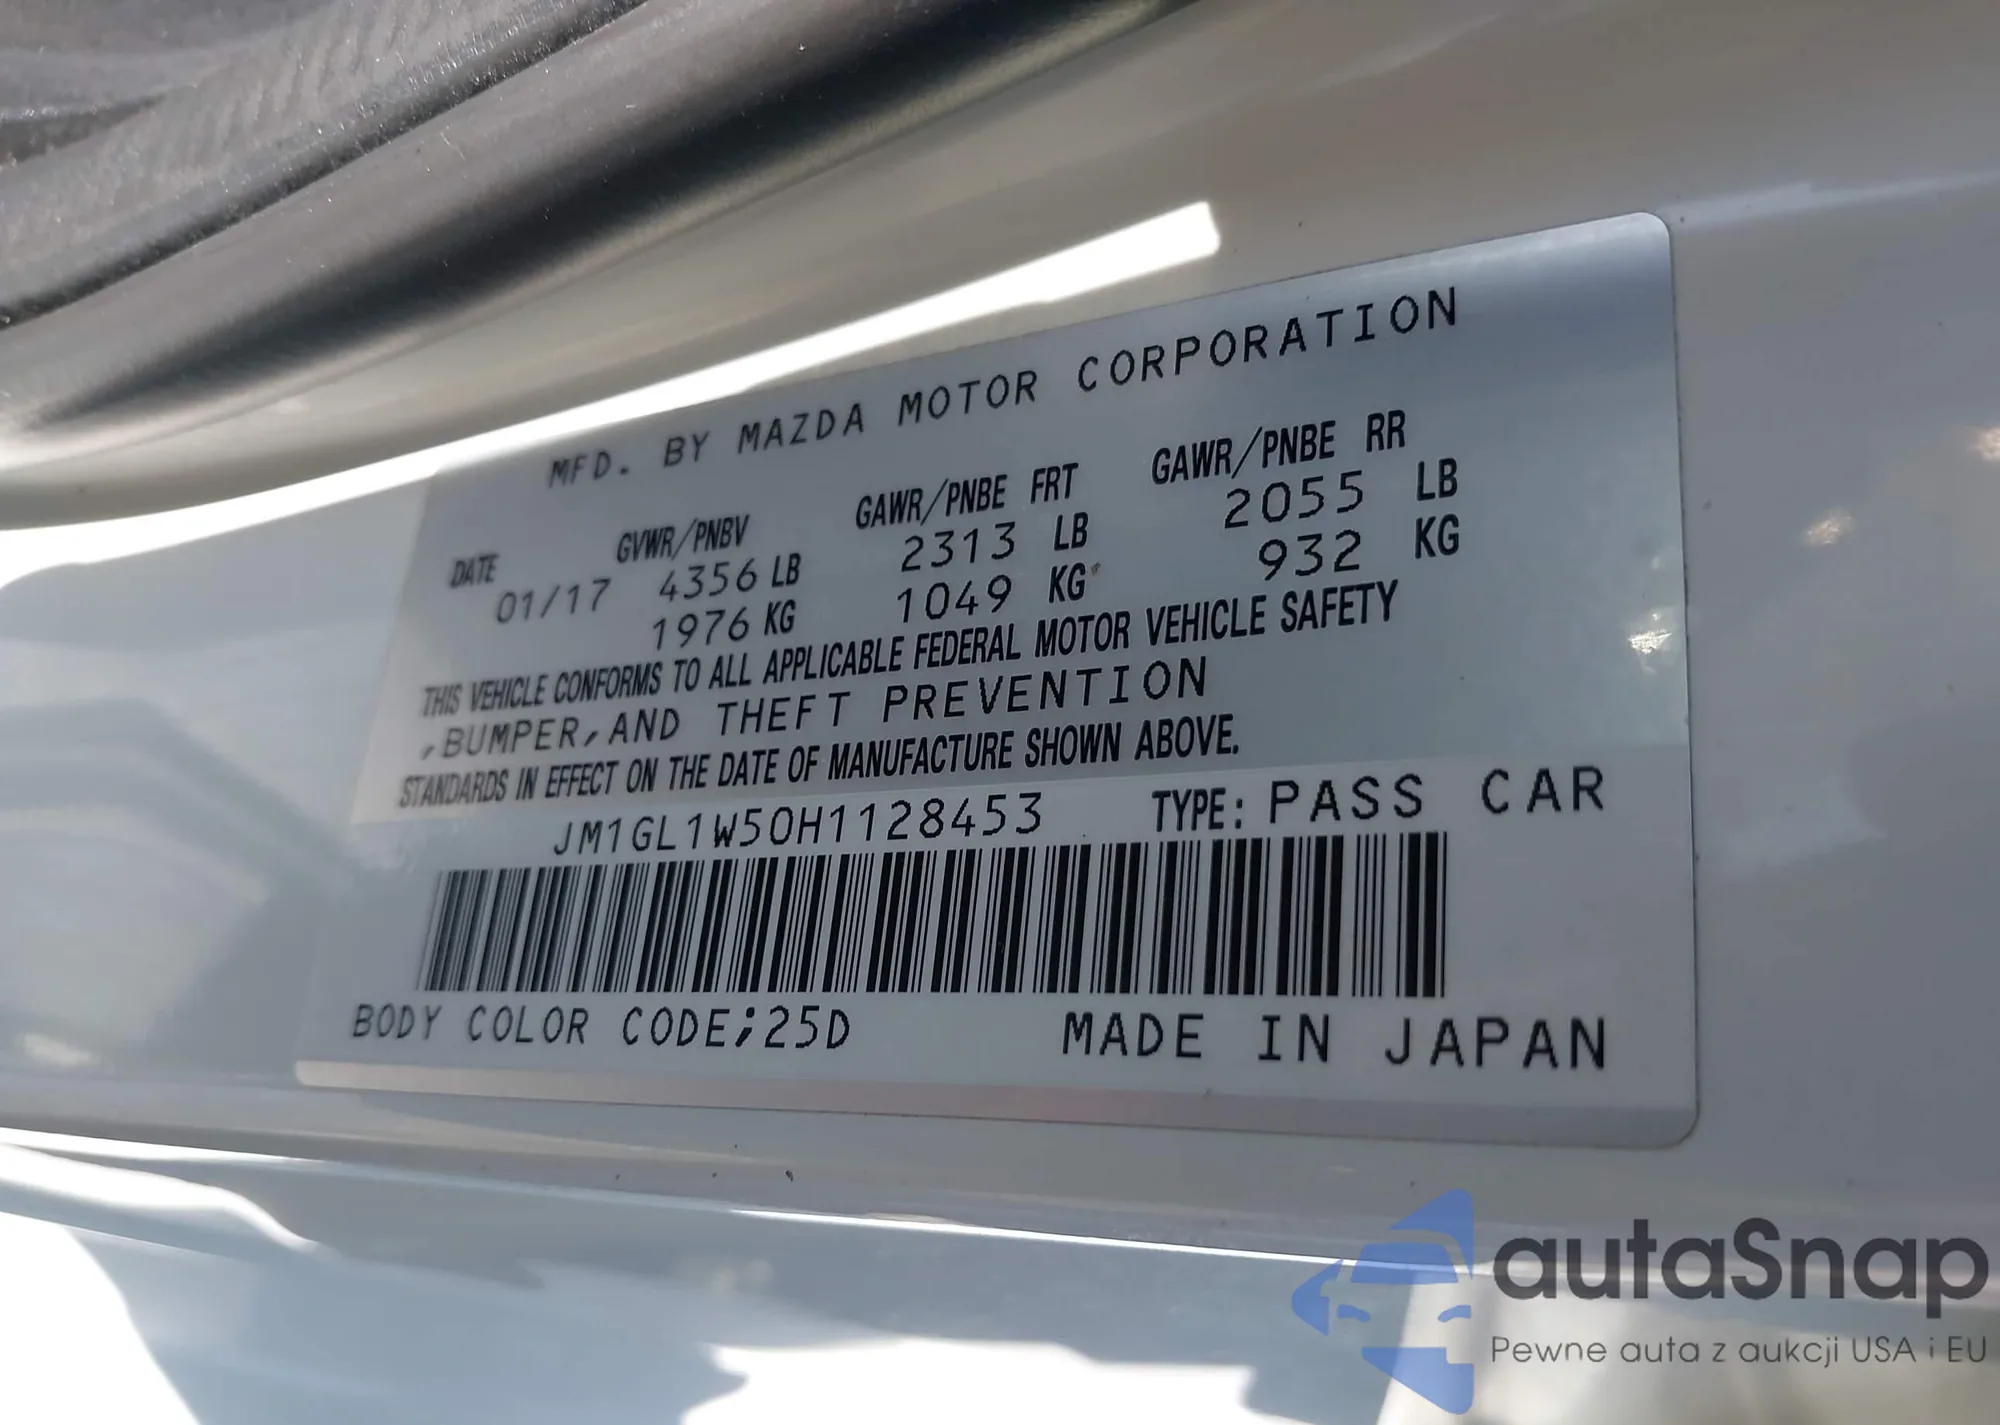 MFD. BY MAZDA MOTOR CORPORATION
DATE GVWR/PNBV GAWR/PNBE FRT GAWR/PNBE RR
01/17 4356 LB 2313 LB 2055 LB
1976 KG 1049 KG 932 KG
THIS VEHICLE CONFORMS TO ALL APPLICABLE FEDERAL MOTOR VEHICLE SAFETY
,BUMPER,AND THEFT PREVENTION
STANDARDS IN EFFECT ON THE DATE OF MANUFACTURE SHOWN ABOVE.
JM1GL1W50H1128453 TYPE: PASS CAR
BODY COLOR CODE;25D MADE IN JAPAN
autaSnap
Pewne auta z aukcji USA i EU